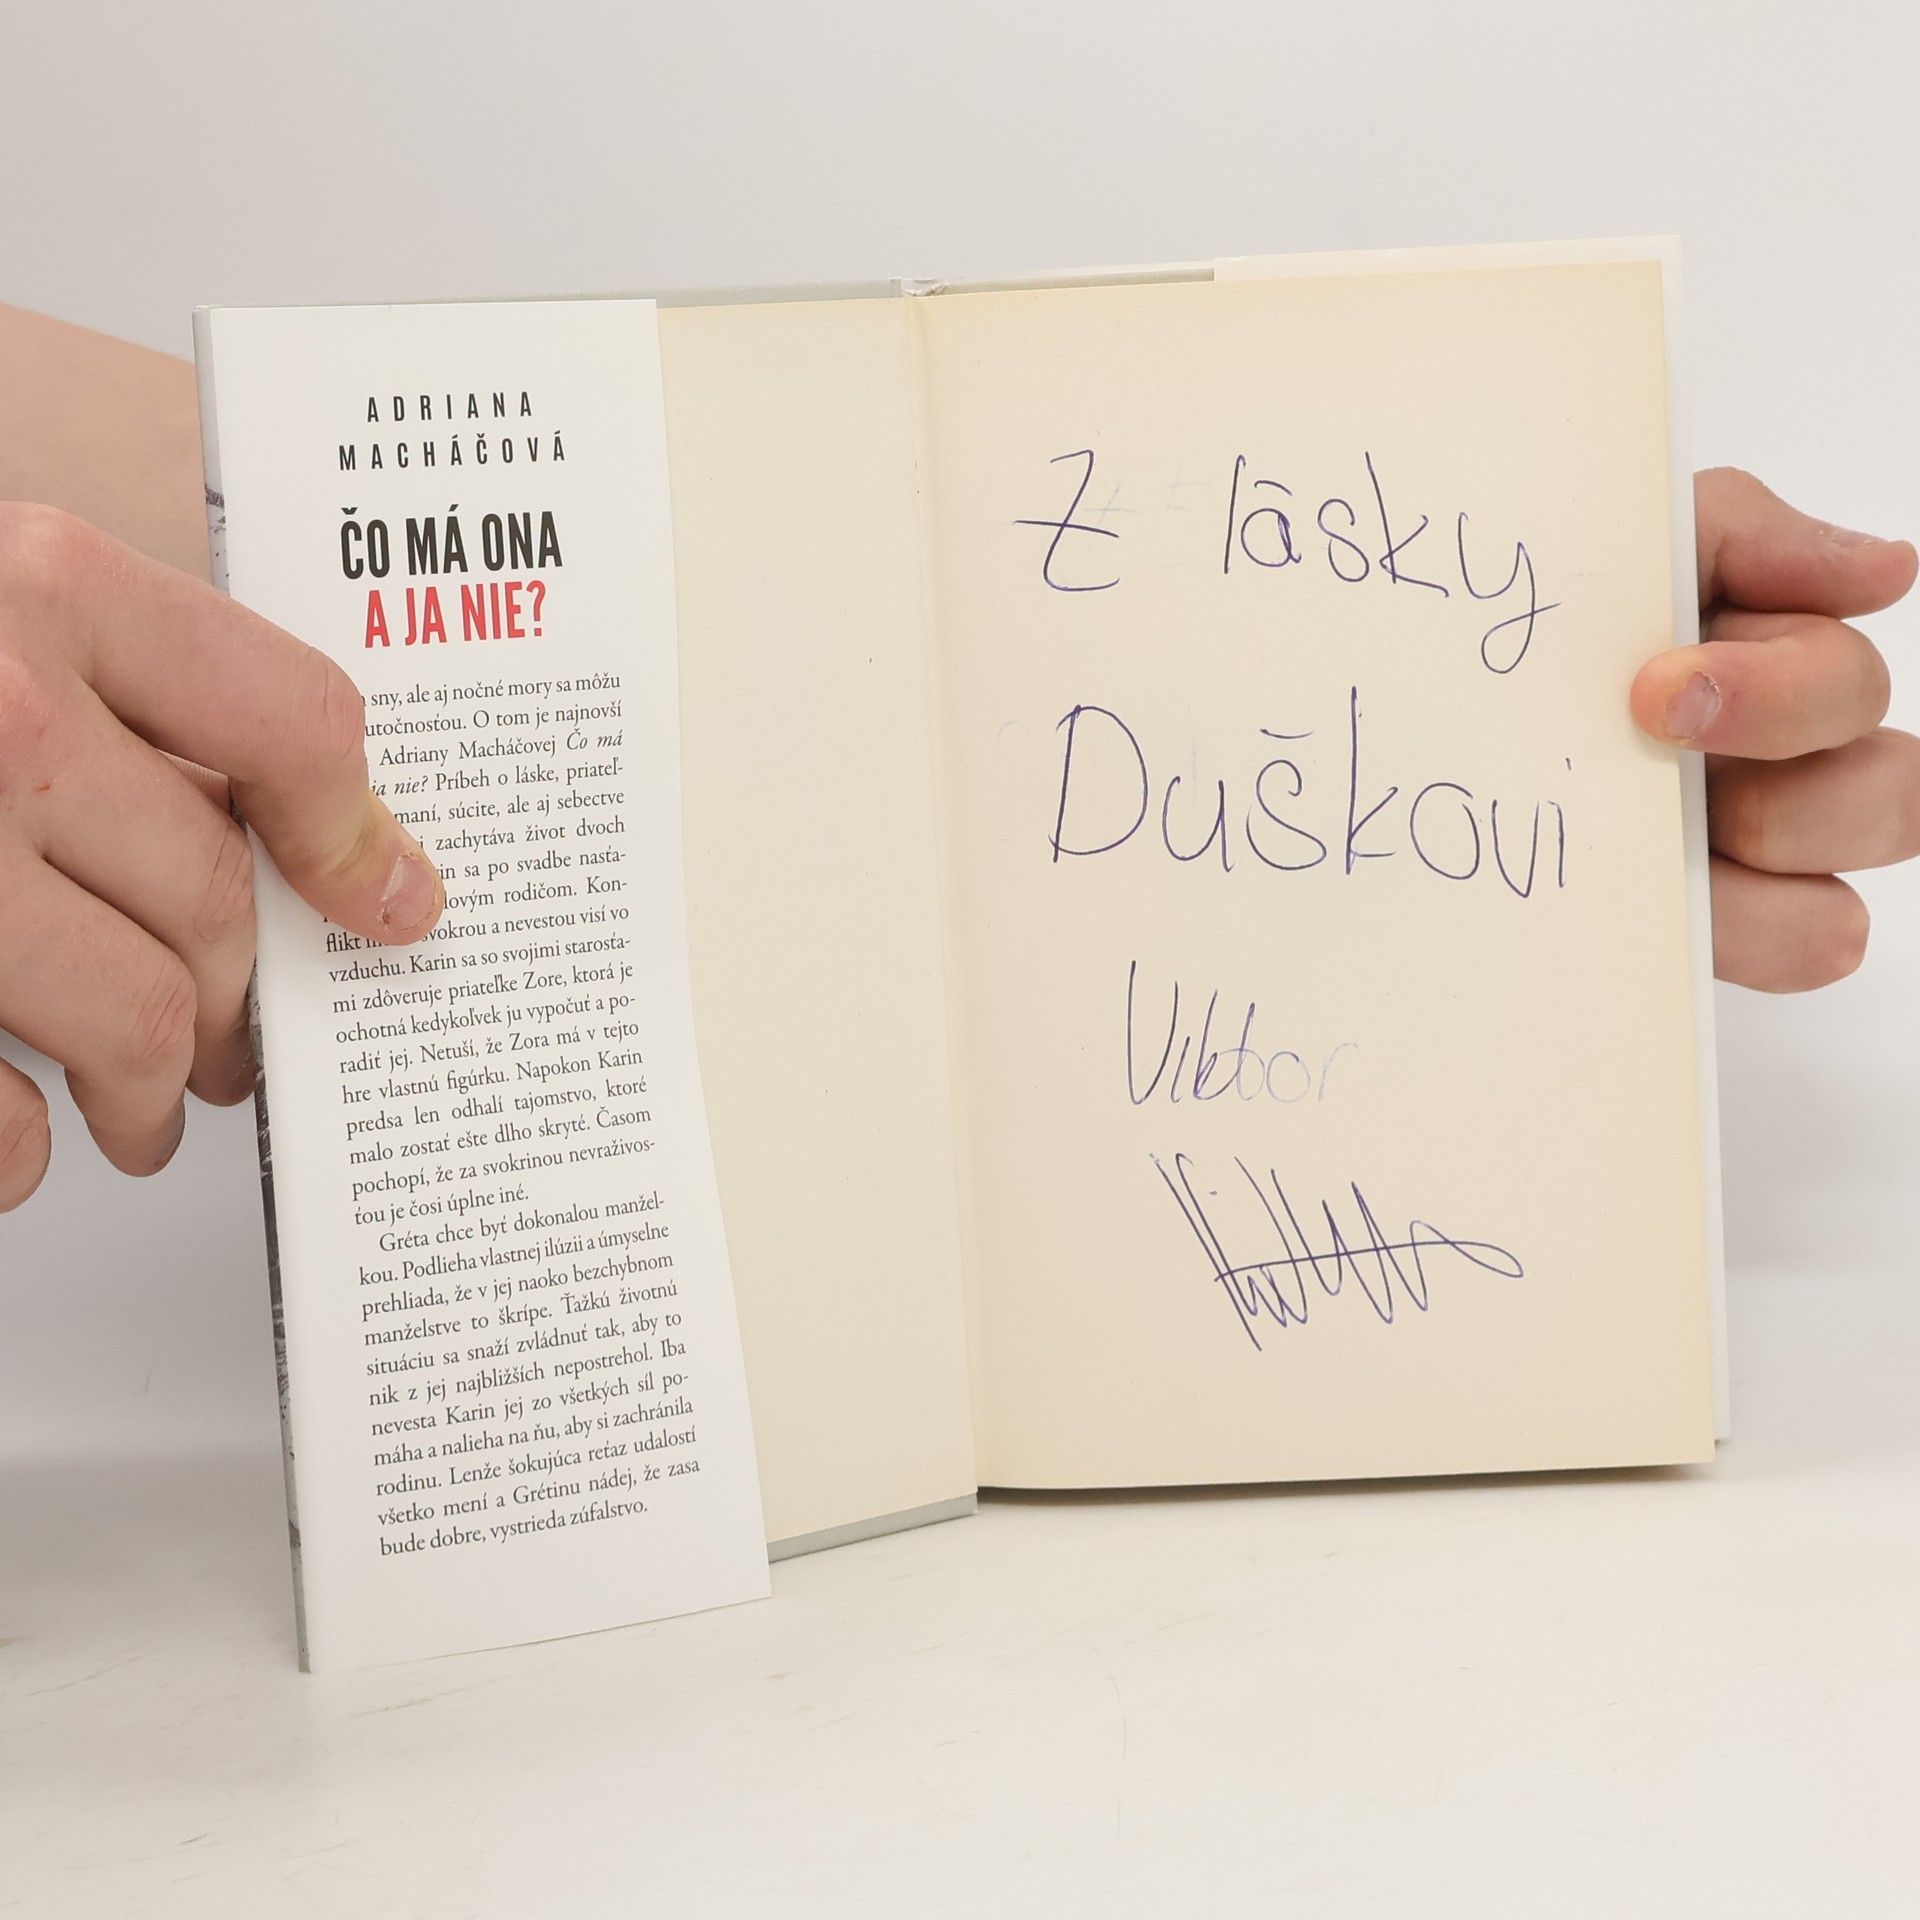 ADRIANA
MACHÁČOVÁ
ČO MÁ ONA
A JA NIE?
sny, ale aj nočné mory sa môžu
utočnosťou. O tom je najnovší
Adriany Macháčovej Čo má
ja nie? Príbeh o láske, priateľ-
maní, súcite, ale aj sebectve
i zachytáva život dvoch
in sa po svadbe nasťa-
lovým rodičom. Kon-
flikt svokrou a nevestou visí vo
vzduchu. Karin sa so svojimi starosťa-
mi zdôveruje priateľke Zore, ktorá je
ochotná kedykoľvek ju vypočuť a po-
radiť jej. Netuší, že Zora má v tejto
hre vlastnú figúrku. Napokon Karin
predsa len odhalí tajomstvo, ktoré
malo zostať ešte dlho skryté. Časom
pochopí, že za svokrinou nevraživos-
ťou je čosi úplne iné.
Gréta chce byť dokonalou manžel-
kou. Podlieha vlastnej ilúzii a úmyselne
prehliada, že v jej naoko bezchybnom
manželstve to škrípe. Ťažkú životnú
situáciu sa snaží zvládnuť tak, aby to
nik z jej najbližších nepostrehol. Iba
nevesta Karin jej zo všetkých síl po-
máha a nalieha na ňu, aby si zachránila
rodinu. Lenže šokujúca reťaz udalostí
všetko mení a Grétinu nádej, že zasa
bude dobre, vystrieda zúfalstvo.
Z lásky
Duškovi
Viktor